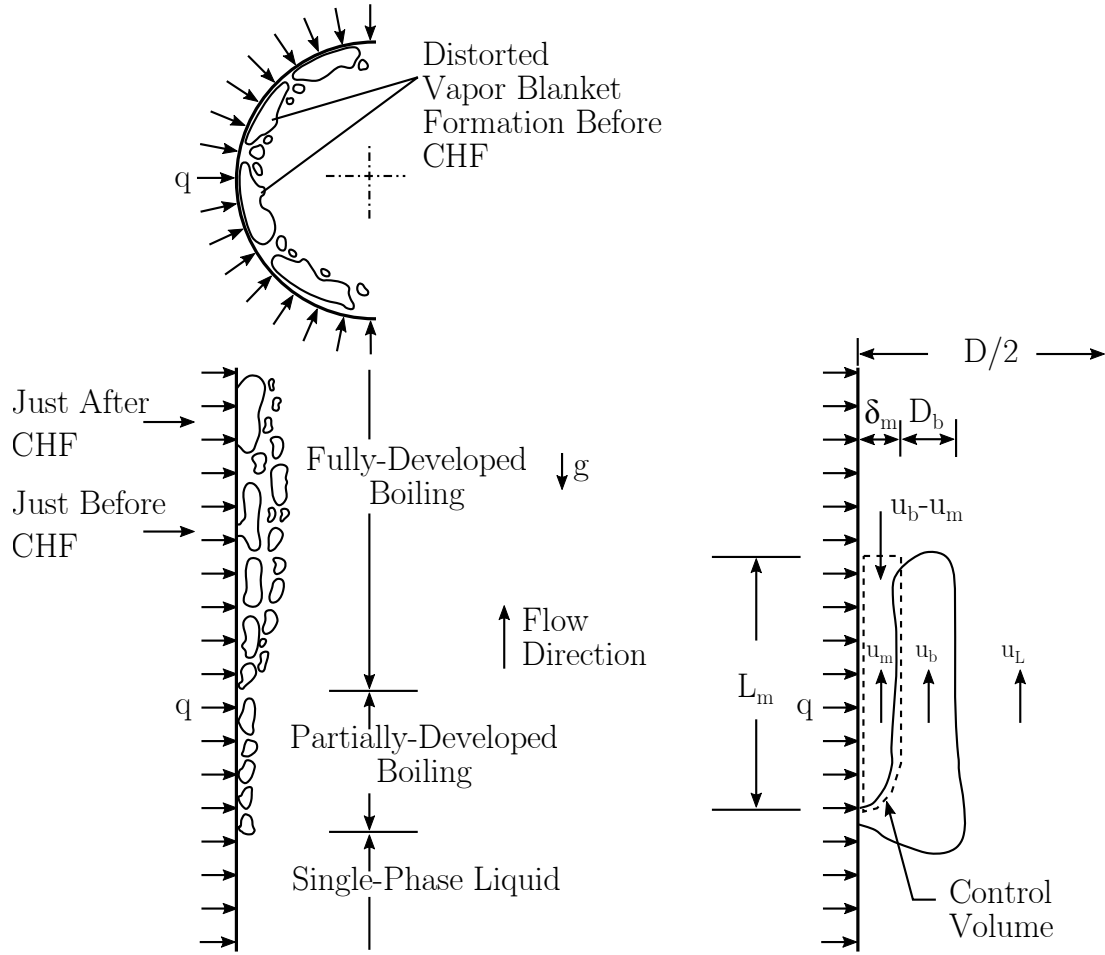 Distorted
Vapor Blanket
Formation Before
CHF
q
Just After
CHF
Just Before
CHF
Fully-Developed
Boiling
g
Flow
Direction
q
Partially-Developed
Boiling
Single-Phase Liquid
D/2
δm
Db
ub-um
um
ub
uL
Lm
q
Control
Volume